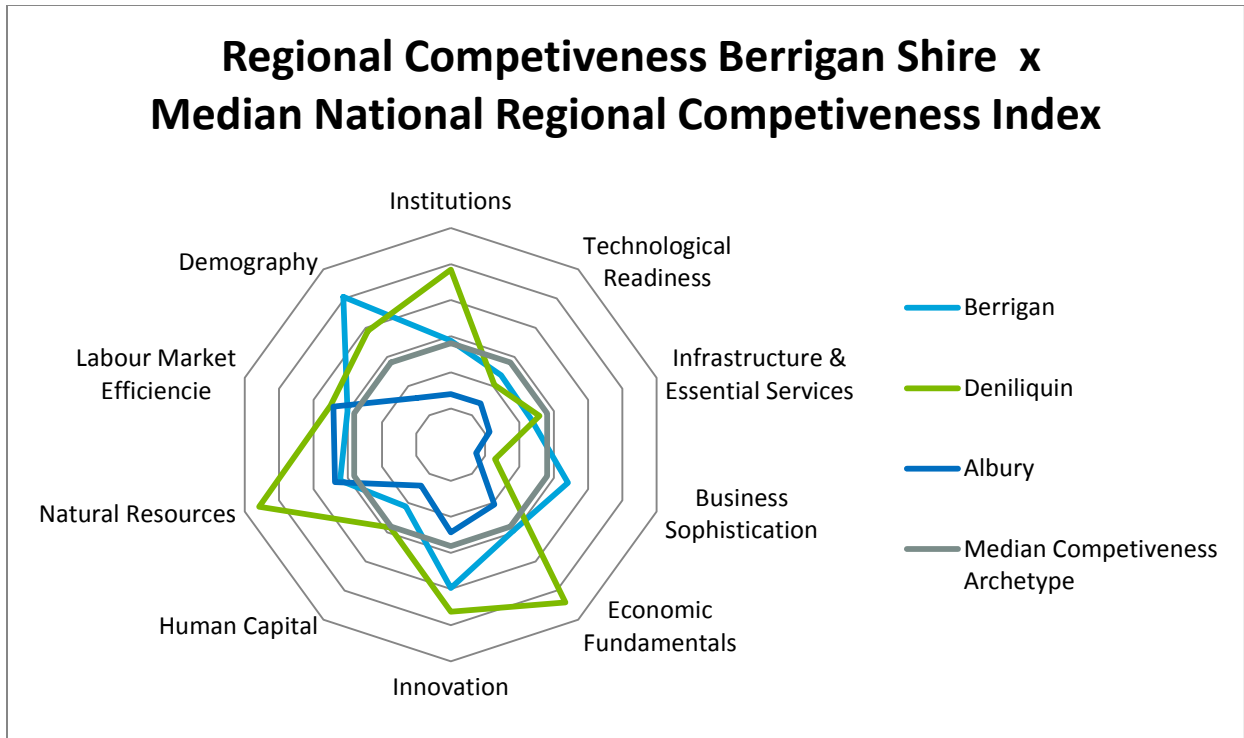 Regional Competiveness Berrigan Shire x
Median National Regional Competiveness Index
Institutions
Technological
Readiness
Infrastructure &
Essential Services
Business
Sophistication
Economic
Fundamentals
Innovation
Human Capital
Natural Resources
Labour Market
Efficiencie
Demography
Berrigan
Deniliquin
Albury
Median Competiveness
Archetype